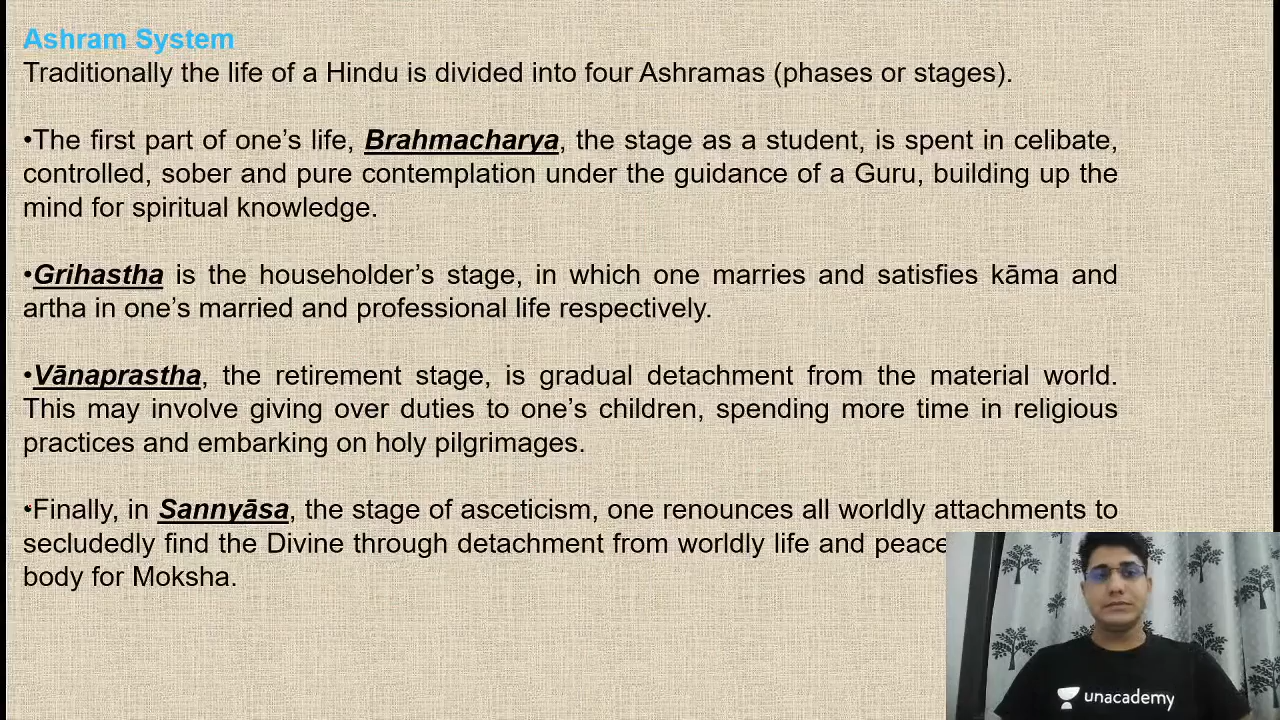 Ashram System
Traditionally the life of a Hindu is divided into four Ashramas (phases or stages).
•The first part of one’s life, Brahmacharya, the stage as a student, is spent in celibate,
controlled, sober and pure contemplation under the guidance of a Guru, building up the
mind for spiritual knowledge.
•Grihastha is the householder’s stage, in which one marries and satisfies kāma and
artha in one’s married and professional life respectively.
•Vānaprastha, the retirement stage, is gradual detachment from the material world.
This may involve giving over duties to one’s children, spending more time in religious
practices and embarking on holy pilgrimages.
•Finally, in Sannyāsa, the stage of asceticism, one renounces all worldly attachments to
secludedly find the Divine through detachment from worldly life and peace
body for Moksha.
unacademy